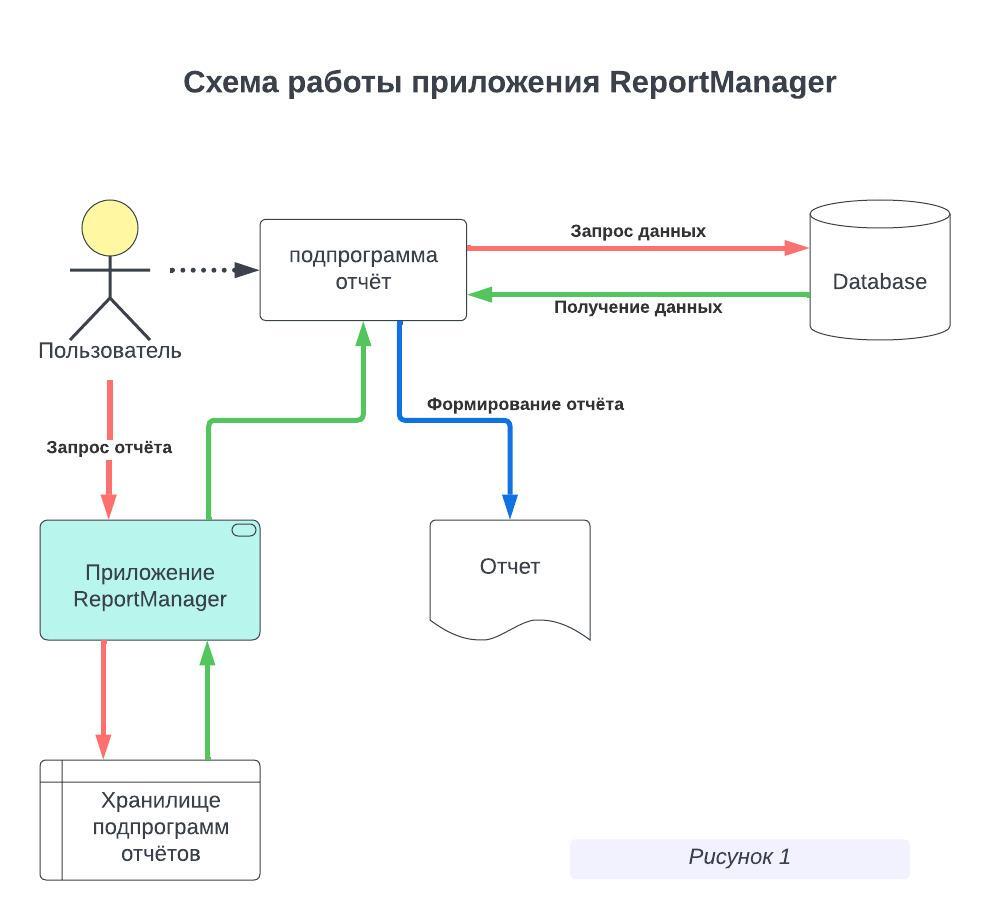 Схема работы приложения ReportManager
Запрос данных
подпрограмма
отчёт
Database
Получение данных
Пользователь
Формирование отчёта
Запрос отчёта
Приложение
ReportManager
Отчет
Хранилище
подпрограмм
отчётов
Рисунок 1